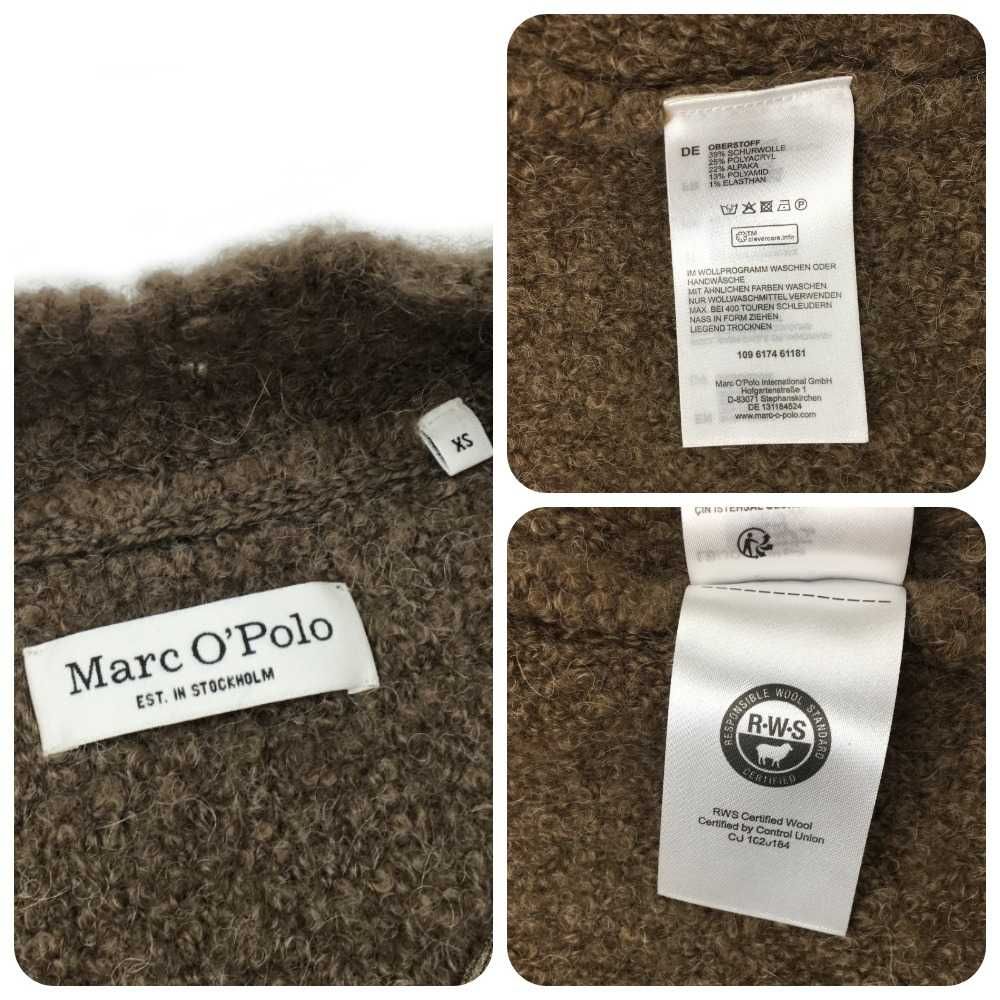 XS
Marc O'Polo
EST. IN STOCKHOLM
DE OBERSTOFF
39% SCHURWOLLE
25% POLYACRYL
22% ALPAKA
13% POLYAMID
1% ELASTHAN
TM
clevercare.info
IM WOLLPROGRAMM WASCHEN ODER
HANDWÄSCHE
MIT ÄHNLICHEN FARBEN WASCHEN
NUR WOLLWASCHMITTEL VERWENDEN
MAX. BEI 400 TOUREN SCHLEUDERN
NASS IN FORM ZIEHEN
LIEGEND TROCKNEN
109 6174 61181
Marc O'Polo International GmbH
Hofgartenstraße 1
D-83071 Stephanskirchen
DE 131184524
www.marc-o-polo.com
RESPONSIBLE WOOL STANDARD
R·W·S
CERTIFIED
RWS Certified Wool
Certified by Control Union
CU